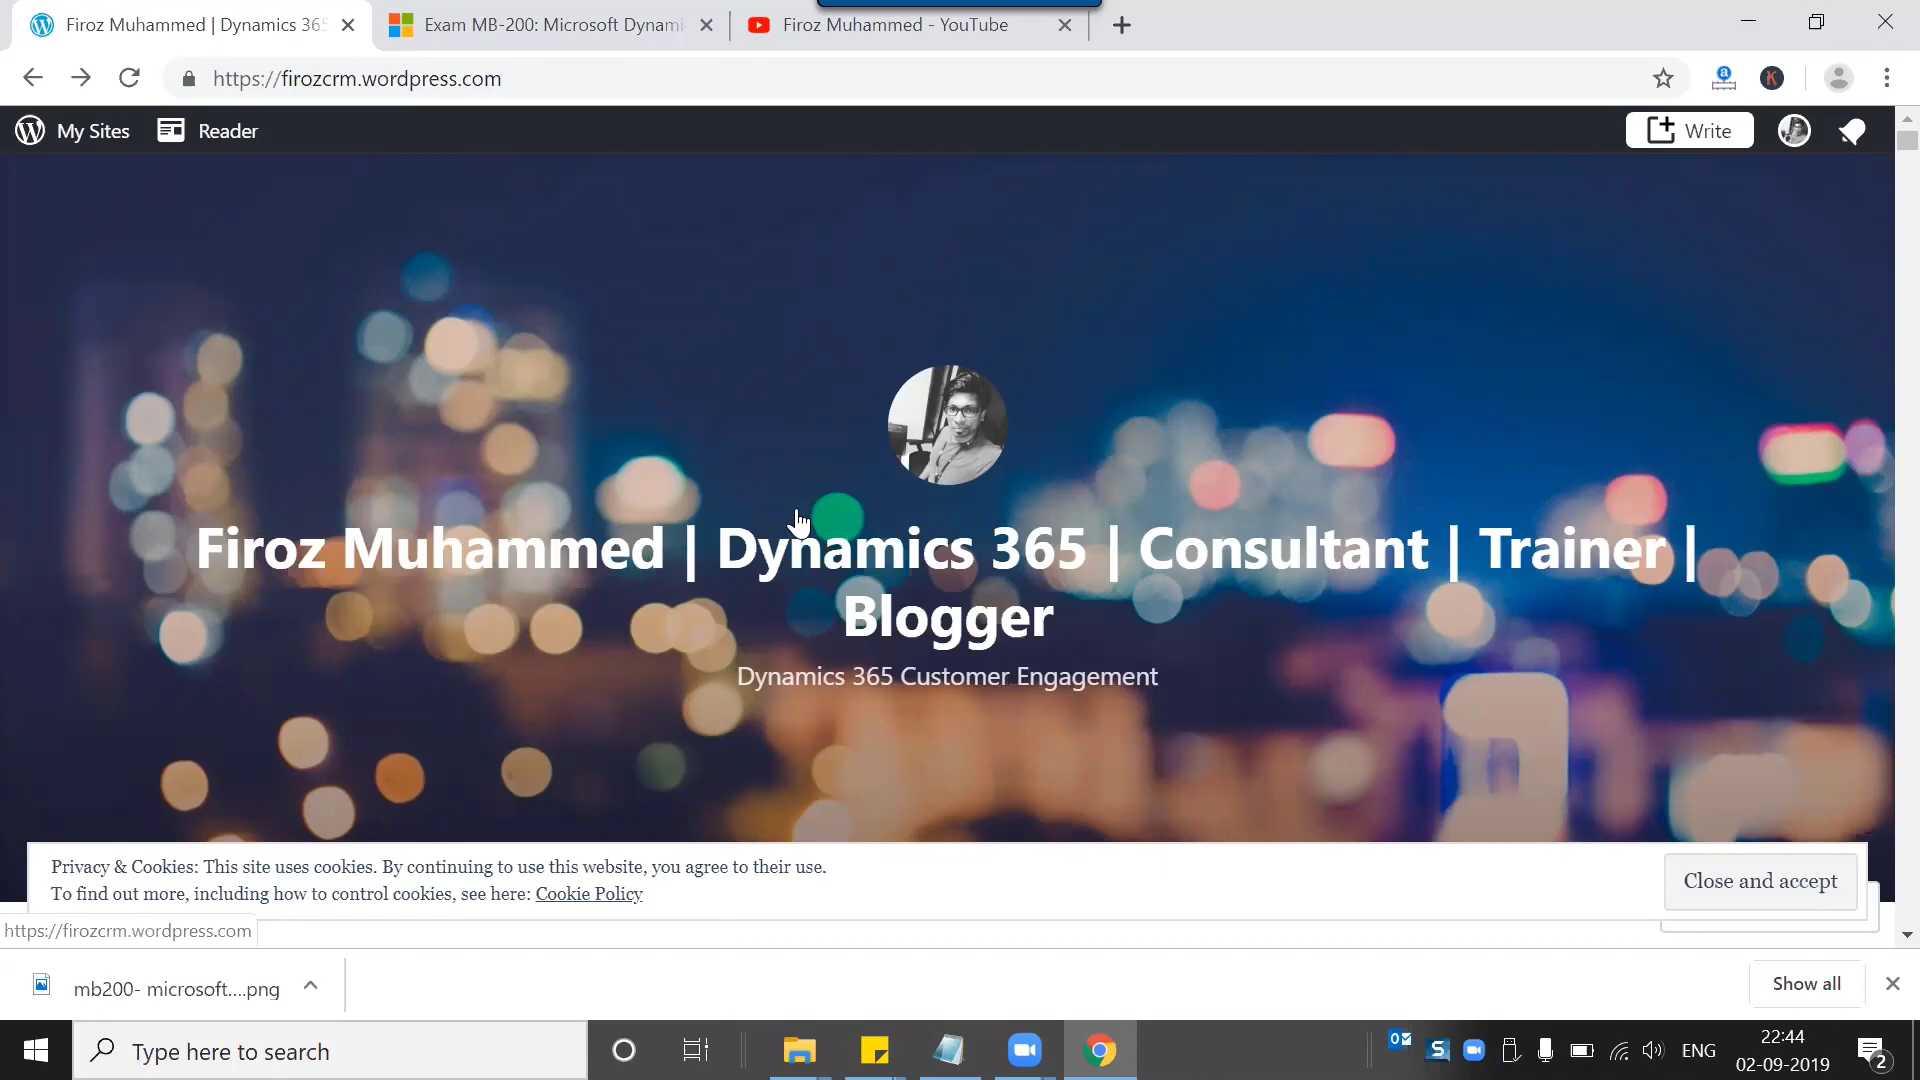 Firoz Muhammed | Dynamics 365
Exam MB-200: Microsoft Dynami
Firoz Muhammed - YouTube
https://firozcrm.wordpress.com
My Sites
Reader
Write
Firoz Muhammed | Dynamics 365 | Consultant | Trainer |
Blogger
Dynamics 365 Customer Engagement
Privacy & Cookies: This site uses cookies. By continuing to use this website, you agree to their use.
To find out more, including how to control cookies, see here: Cookie Policy
Close and accept
https://firozcrm.wordpress.com
mb200- microsoft....png
Show all
Type here to search
ENG
22:44
02-09-2019
2